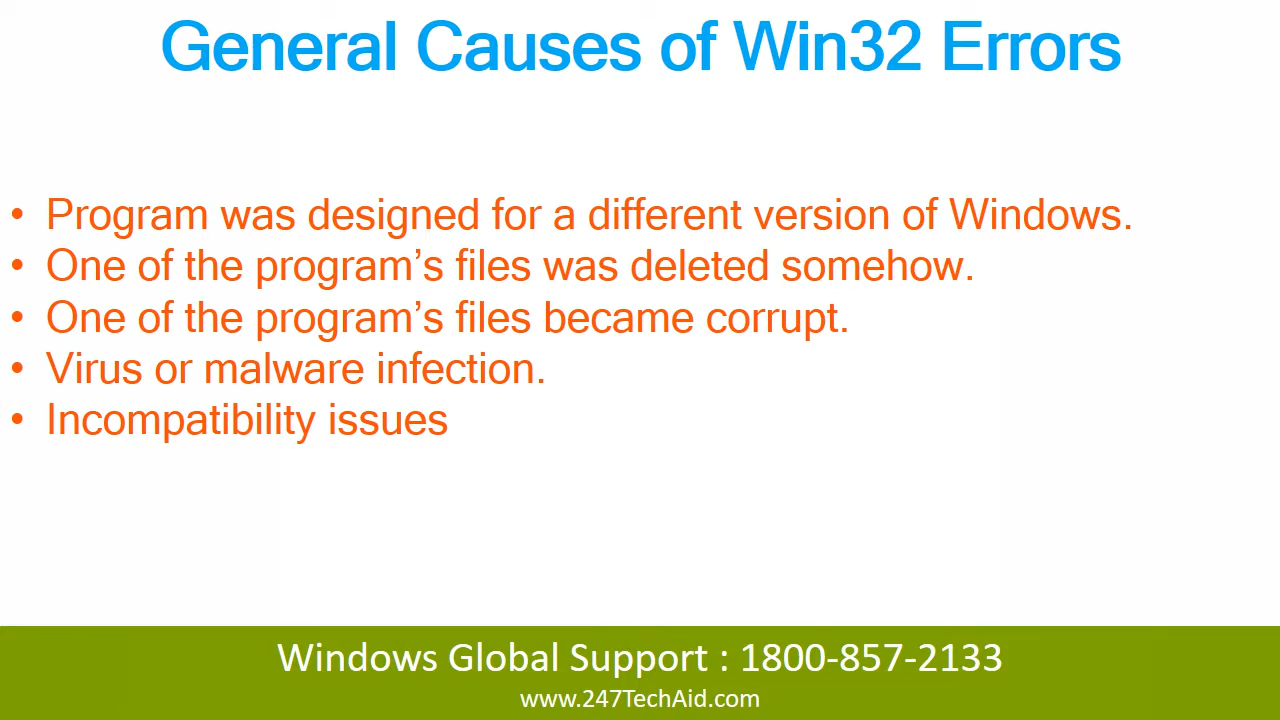 General Causes of Win32 Errors
• Program was designed for a different version of Windows.
• One of the program’s files was deleted somehow.
• One of the program’s files became corrupt.
• Virus or malware infection.
• Incompatibility issues
Windows Global Support : 1800-857-2133
www.247TechAid.com